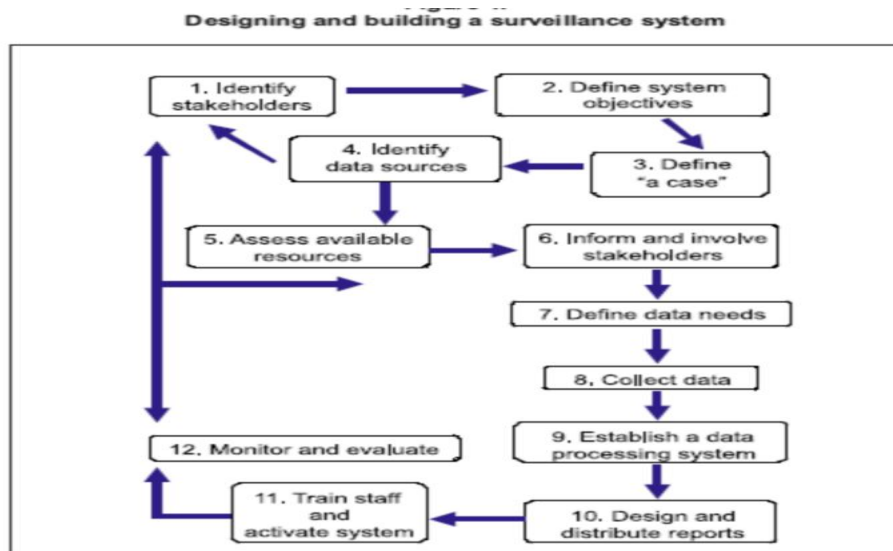 Designing and building a surveillance system
1. Identify
stakeholders
2. Define system
objectives
3. Define
"a case"
4. Identify
data sources
5. Assess available
resources
6. Inform and involve
stakeholders
7. Define data needs
8. Collect data
9. Establish a data
processing system
10. Design and
distribute reports
11. Train staff
and
activate system
12. Monitor and evaluate